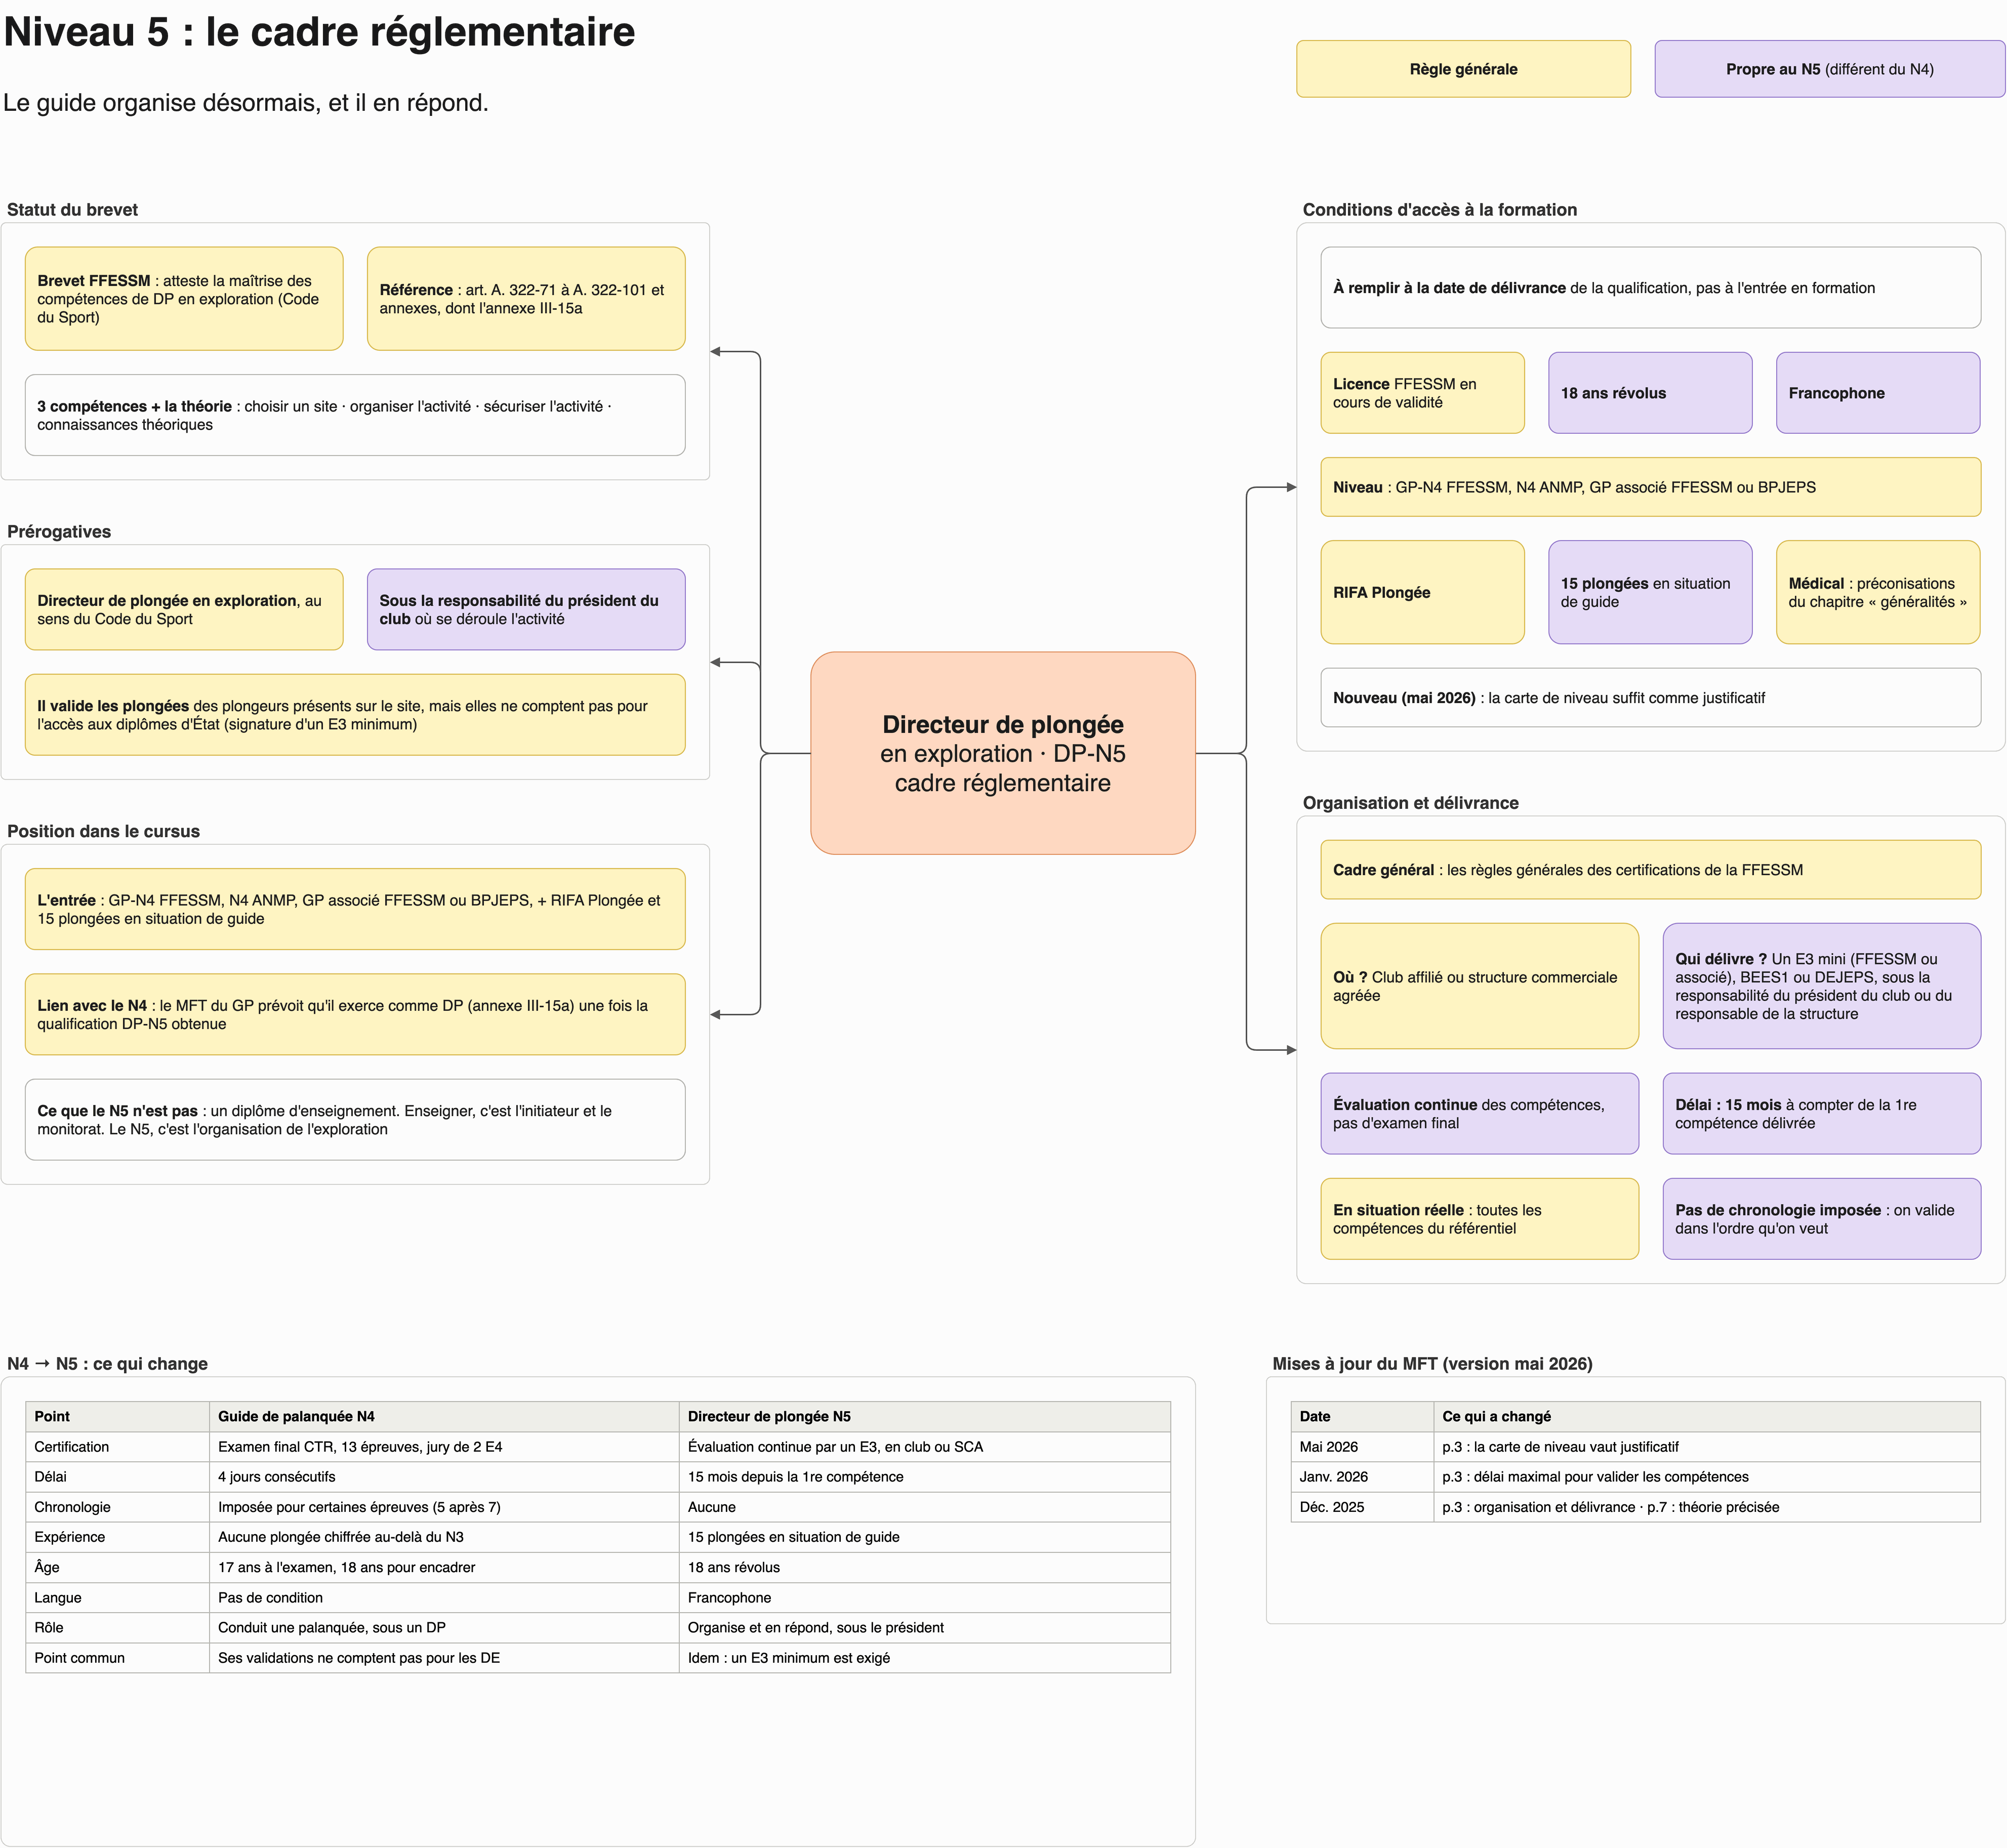 Niveau 5 : le cadre réglementaire
Le guide organise désormais, et il en répond.
Règle générale
Propre au N5 (différent du N4)
Statut du brevet
Brevet FFESSM : atteste la maîtrise des
compétences de DP en exploration (Code
du Sport)
Référence : art. A. 322-71 à A. 322-101 et
annexes, dont l'annexe III-15a
3 compétences + la théorie : choisir un site · organiser l'activité · sécuriser l'activité ·
connaissances théoriques
Prérogatives
Directeur de plongée en exploration, au
sens du Code du Sport
Sous la responsabilité du président du
club où se déroule l'activité
Il valide les plongées des plongeurs présents sur le site, mais elles ne comptent pas pour
l'accès aux diplômes d'État (signature d'un E3 minimum)
Position dans le cursus
L'entrée : GP-N4 FFESSM, N4 ANMP, GP associé FFESSM ou BPJEPS, + RIFA Plongée et
15 plongées en situation de guide
Lien avec le N4 : le MFT du GP prévoit qu'il exerce comme DP (annexe III-15a) une fois la
qualification DP-N5 obtenue
Ce que le N5 n'est pas : un diplôme d'enseignement. Enseigner, c'est l'initiateur et le
monitorat. Le N5, c'est l'organisation de l'exploration
Directeur de plongée
en exploration · DP-N5
cadre réglementaire
Conditions d'accès à la formation
À remplir à la date de délivrance de la qualification, pas à l'entrée en formation
Licence FFESSM en
cours de validité
18 ans révolus
Francophone
Niveau : GP-N4 FFESSM, N4 ANMP, GP associé FFESSM ou BPJEPS
RIFA Plongée
15 plongées en situation
de guide
Médical : préconisations
du chapitre « généralités »
Nouveau (mai 2026) : la carte de niveau suffit comme justificatif
Organisation et délivrance
Cadre général : les règles générales des certifications de la FFESSM
Où ? Club affilié ou structure commerciale
agréée
Qui délivre ? Un E3 mini (FFESSM ou
associé), BEES1 ou DEJEPS, sous la
responsabilité du président du club ou du
responsable de la structure
Évaluation continue des compétences,
pas d'examen final
Délai : 15 mois à compter de la 1re
compétence délivrée
En situation réelle : toutes les
compétences du référentiel
Pas de chronologie imposée : on valide
dans l'ordre qu'on veut
N4 → N5 : ce qui change
Point Guide de palanquée N4 Directeur de plongée N5
Certification Examen final CTR, 13 épreuves, jury de 2 E4 Évaluation continue par un E3, en club ou SCA
Délai 4 jours consécutifs 15 mois depuis la 1re compétence
Chronologie Imposée pour certaines épreuves (5 après 7) Aucune
Expérience Aucune plongée chiffrée au-delà du N3 15 plongées en situation de guide
Âge 17 ans à l'examen, 18 ans pour encadrer 18 ans révolus
Langue Pas de condition Francophone
Rôle Conduit une palanquée, sous un DP Organise et en répond, sous le président
Point commun Ses validations ne comptent pas pour les DE Idem : un E3 minimum est exigé
Mises à jour du MFT (version mai 2026)
Date Ce qui a changé
Mai 2026 p.3 : la carte de niveau vaut justificatif
Janv. 2026 p.3 : délai maximal pour valider les compétences
Déc. 2025 p.3 : organisation et délivrance · p.7 : théorie précisée